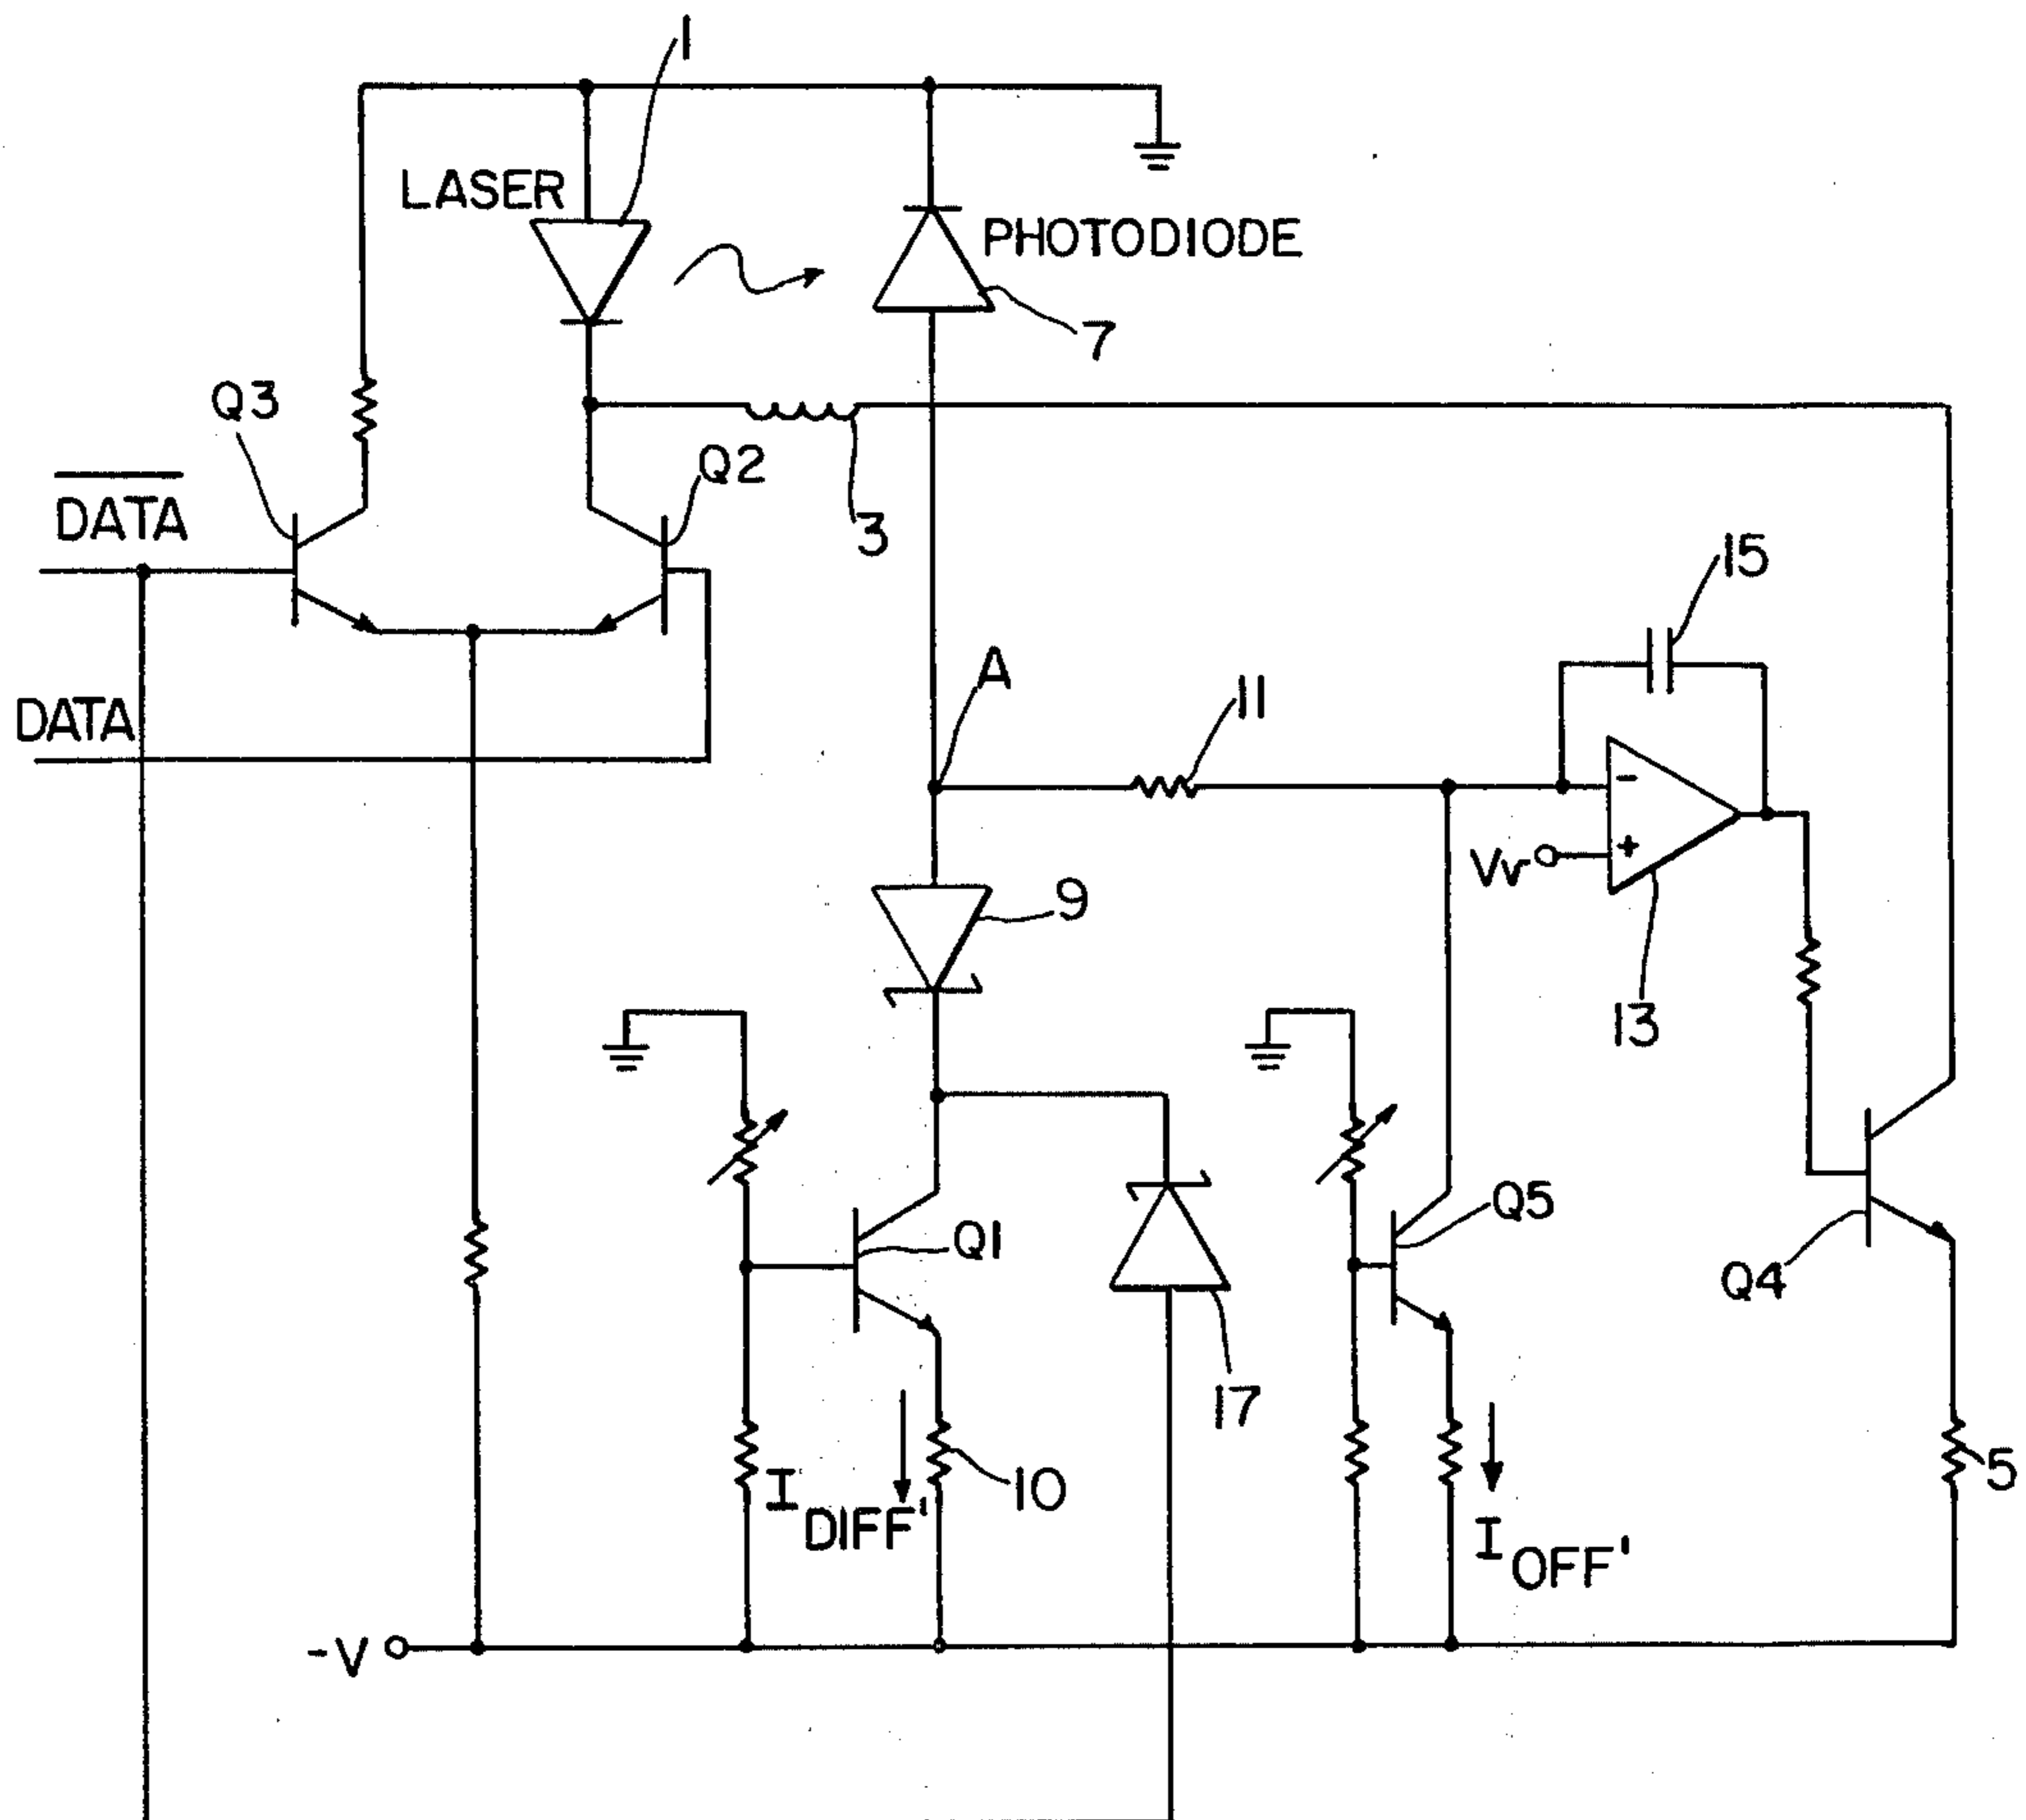 1
LASER
PHOTODIODE
7
Q3
Q2
DATA
3
15
A
11
DATA
-
Vr
+
9
13
Q1
Q5
Q4
17
10
5
I DIFF'
I OFF'
-V